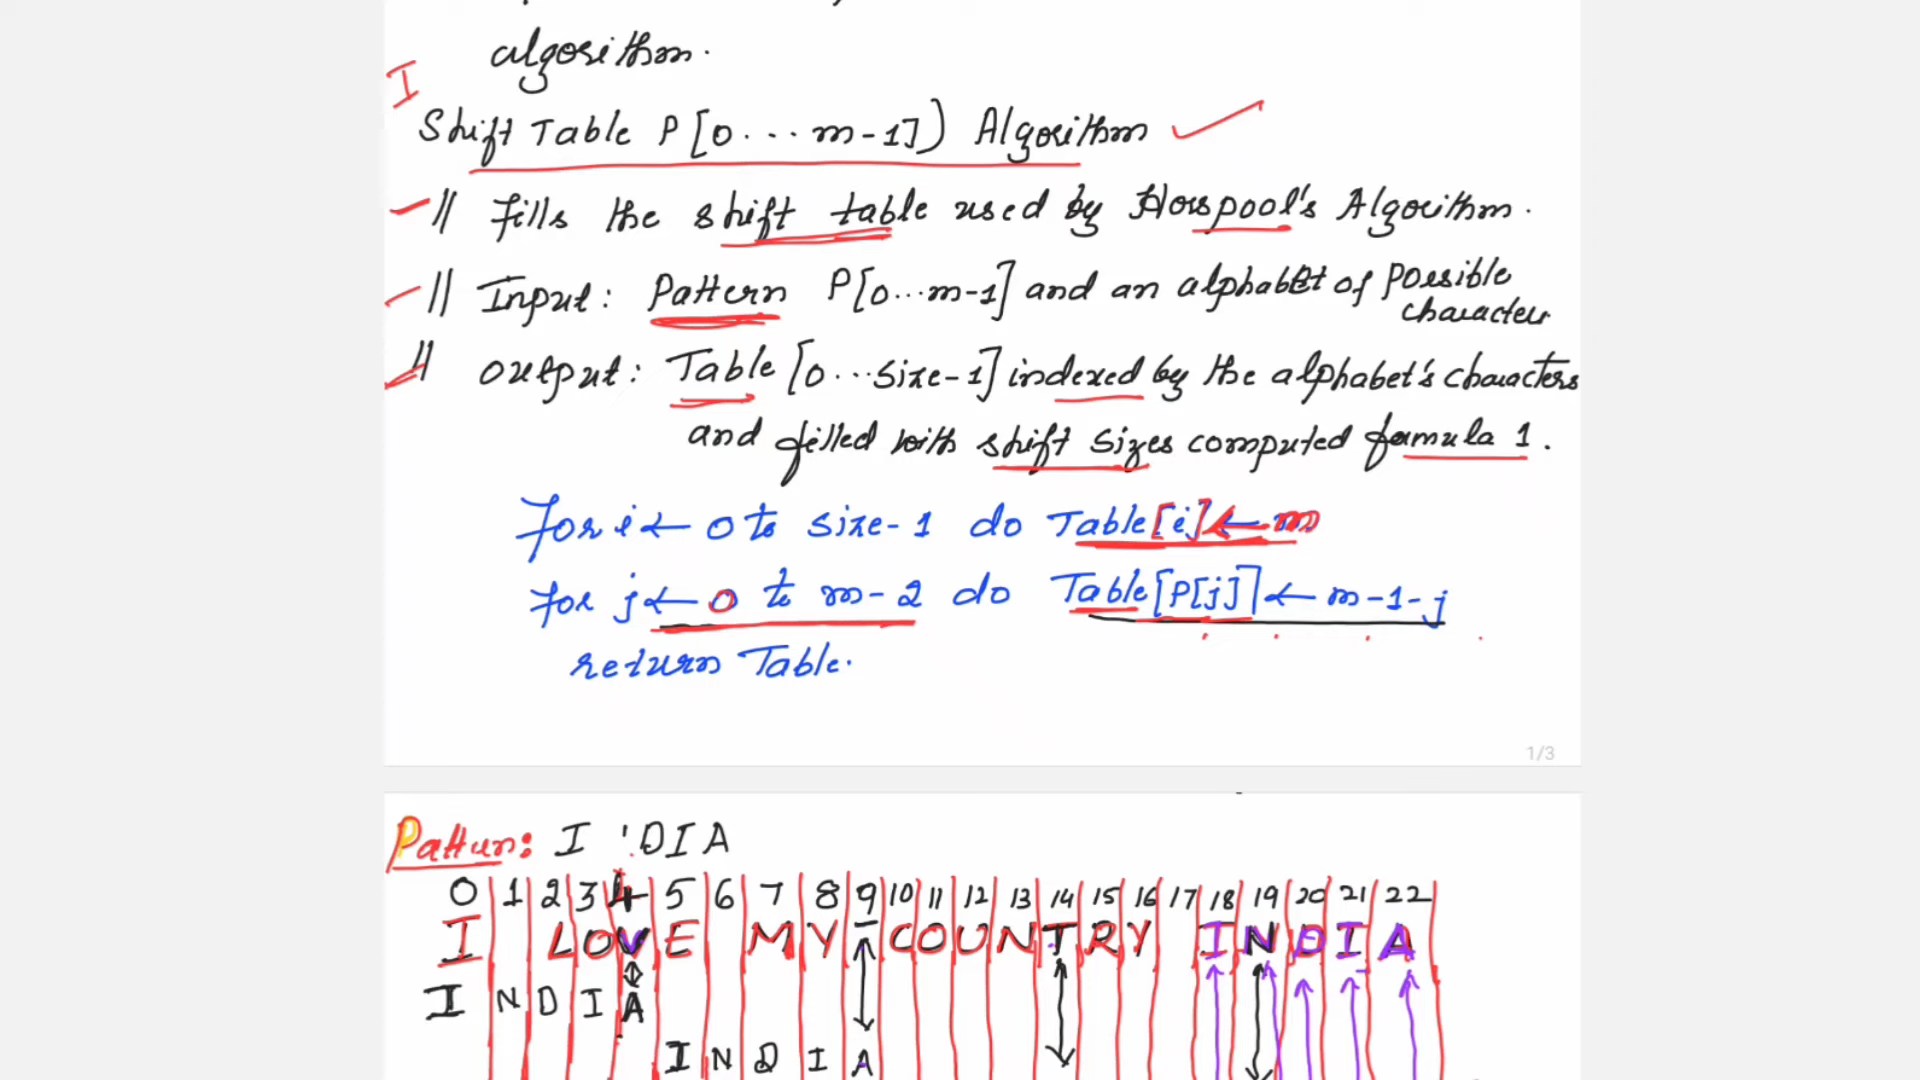 algorithm.
I
Shift Table P[0...m-1]) Algorithm
// fills the shift table used by Horspool's Algorithm.
// Input: Pattern P[0...m-1] and an alphabet of possible
characters
// output: Table [0...size-1] indexed by the alphabet's characters
and filled with shift sizes computed formula 1.
for i ← 0 to size-1 do Table[i] ← m
for j ← 0 to m-2 do Table[P[j]] ← m-1-j
return Table.
1/3
Pattern: I 'DIA
0 1 2 3 4 5 6 7 8 9 10 11 12 13 14 15 16 17 18 19 20 21 22
I LOVE MY COUNTRY INDIA
I N D I A
I N D I A